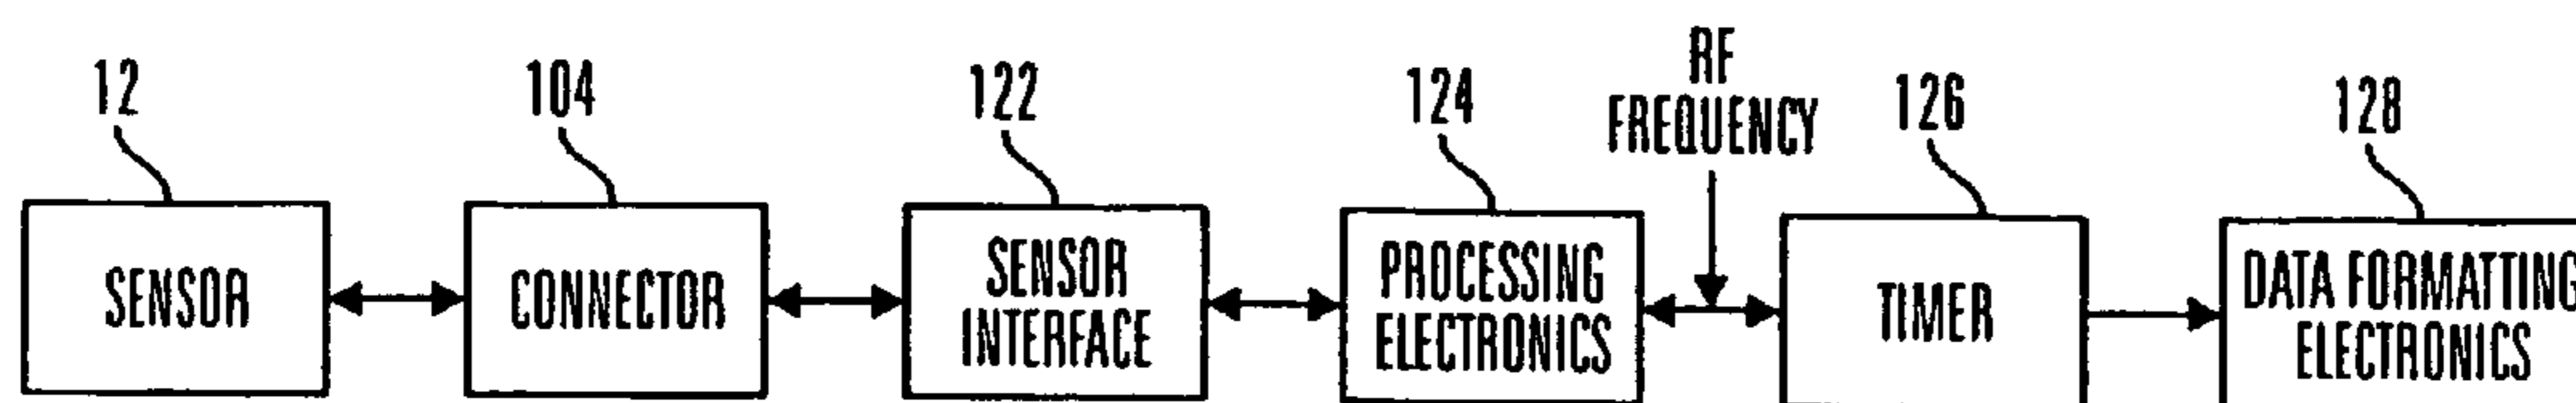 12
104
122
124
RF
FREQUENCY
126
128
SENSOR
CONNECTOR
SENSOR
INTERFACE
PROCESSING
ELECTRONICS
TIMER
DATA FORMATTING
ELECTRONICS